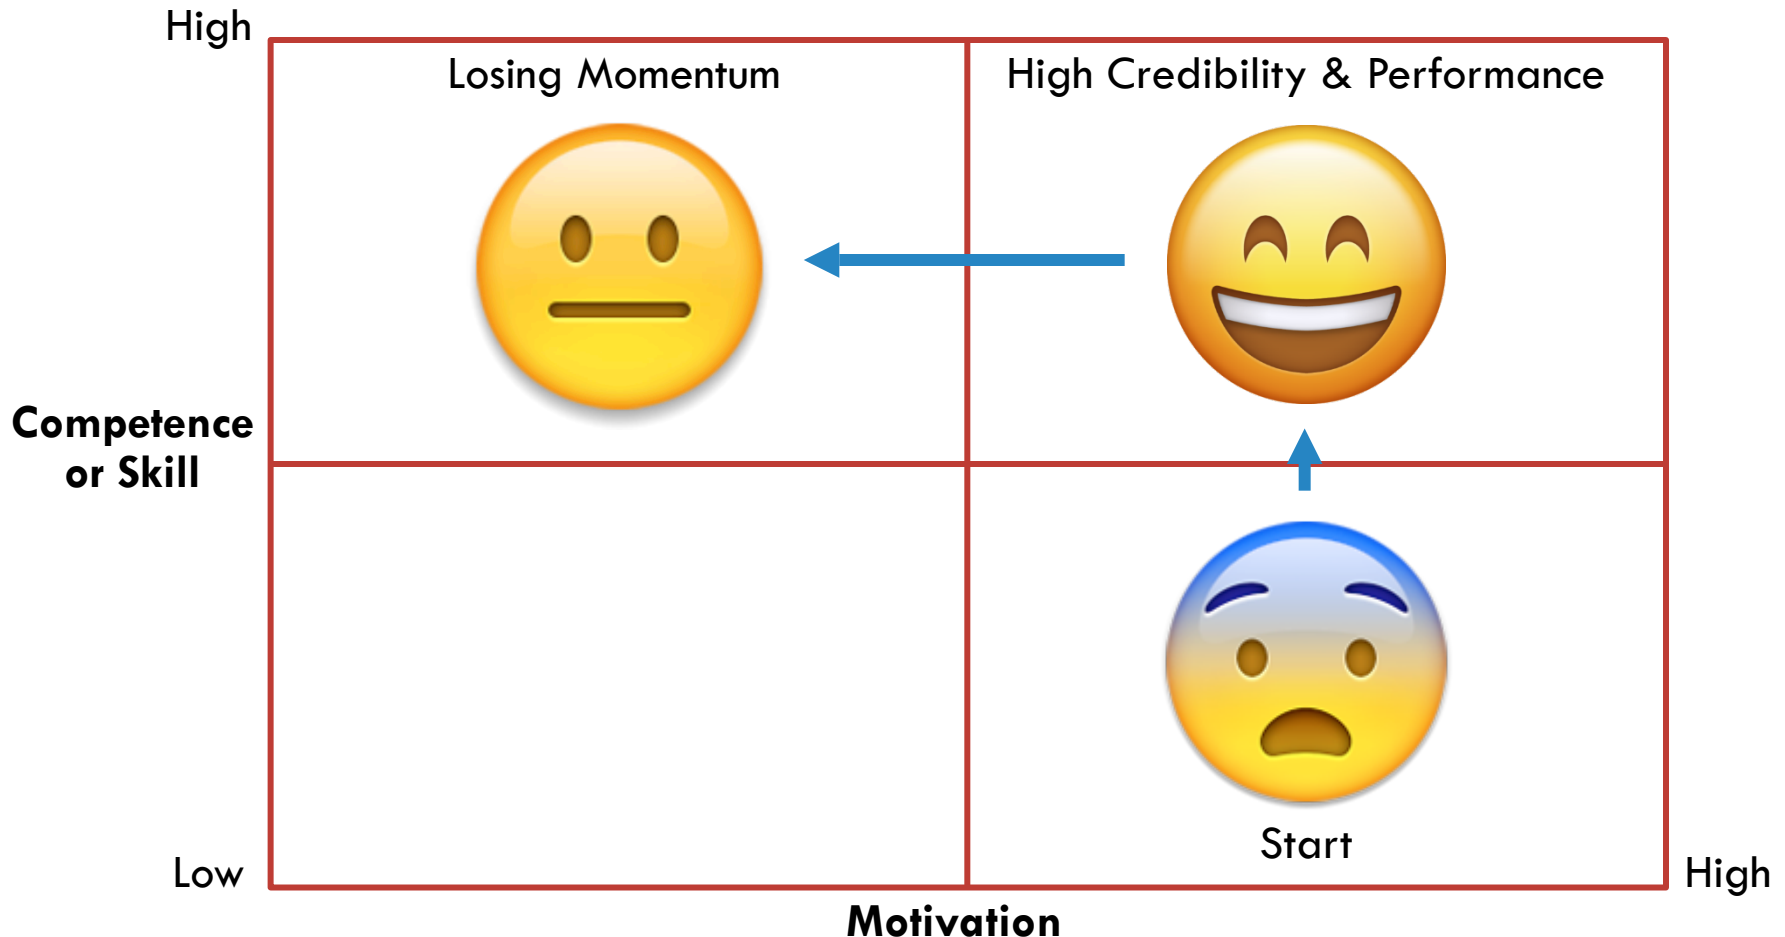 High
Losing Momentum
High Credibility & Performance
Competence
or Skill
Start
Low
High
Motivation